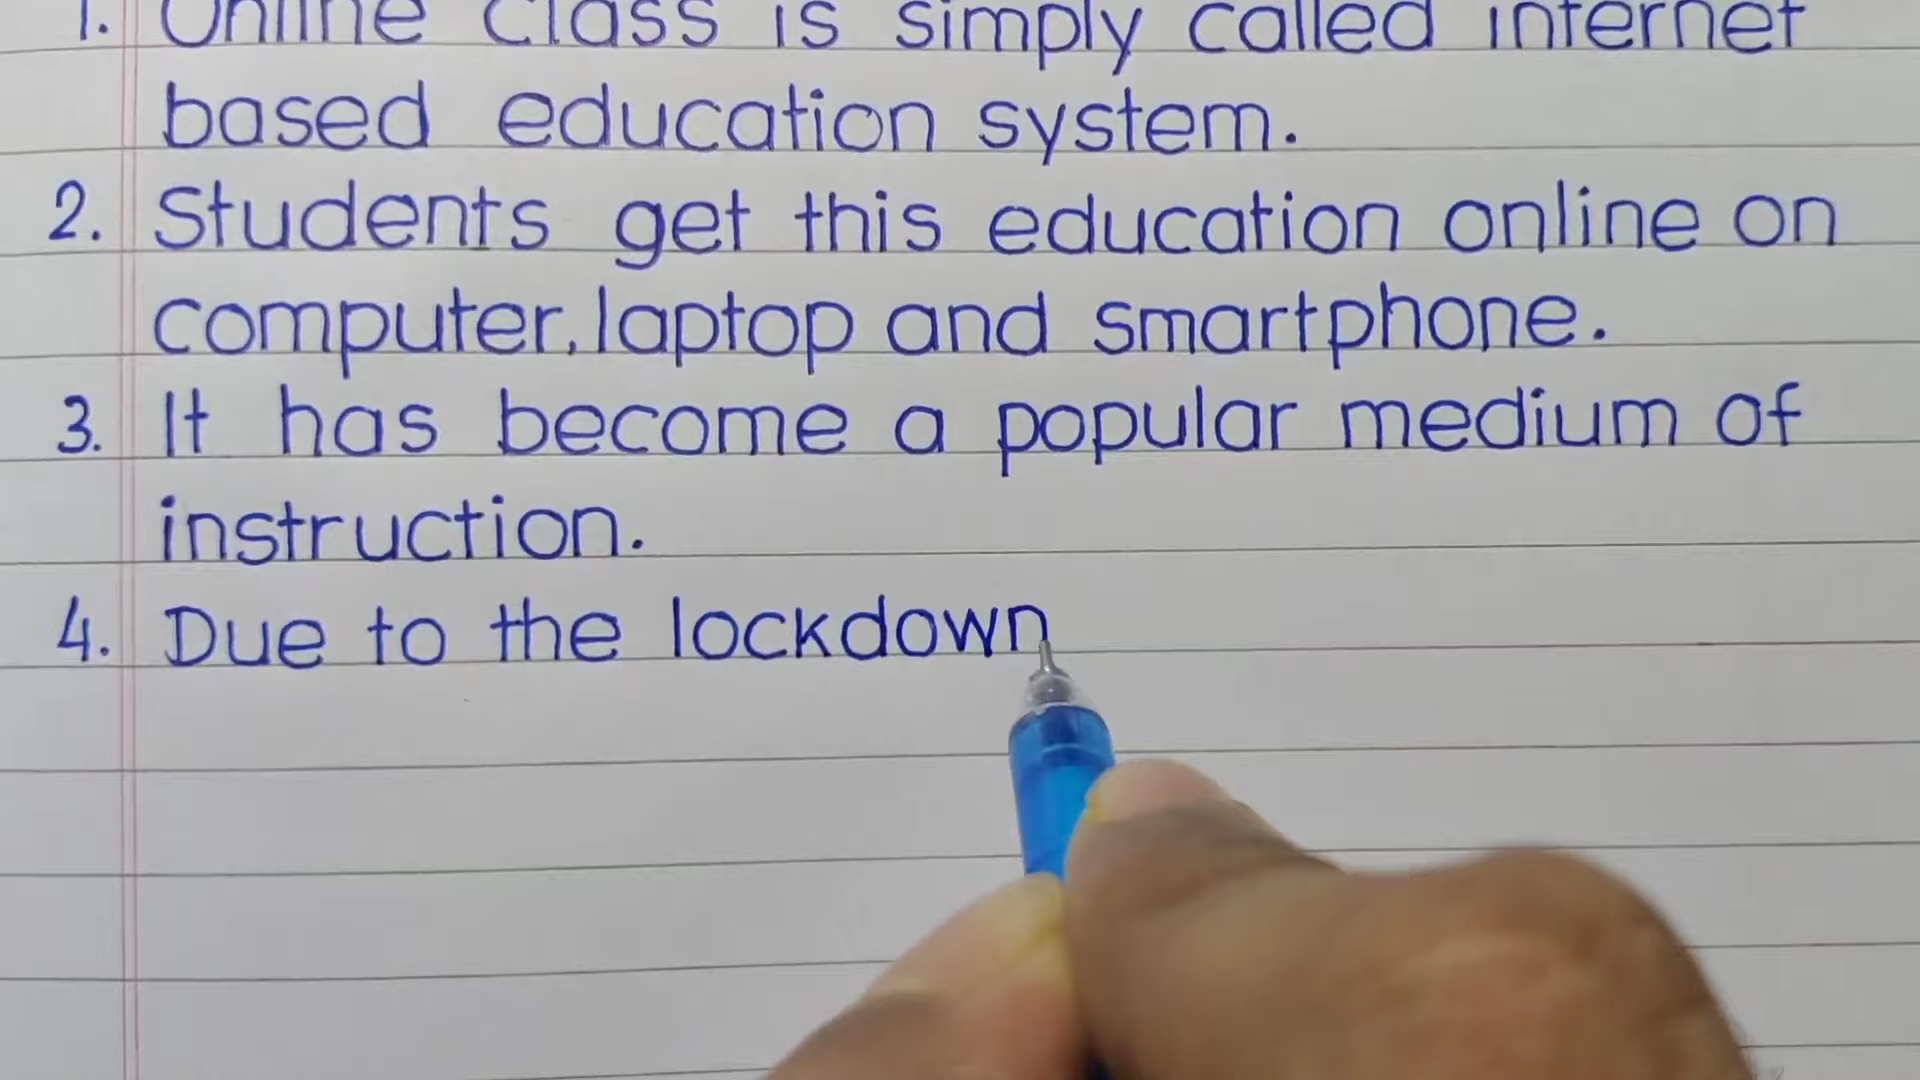 1. Online Class is simply called internet
based education system.
2. Students get this education online on
computer, laptop and smartphone.
3. It has become a popular medium of
instruction.
4. Due to the lockdown